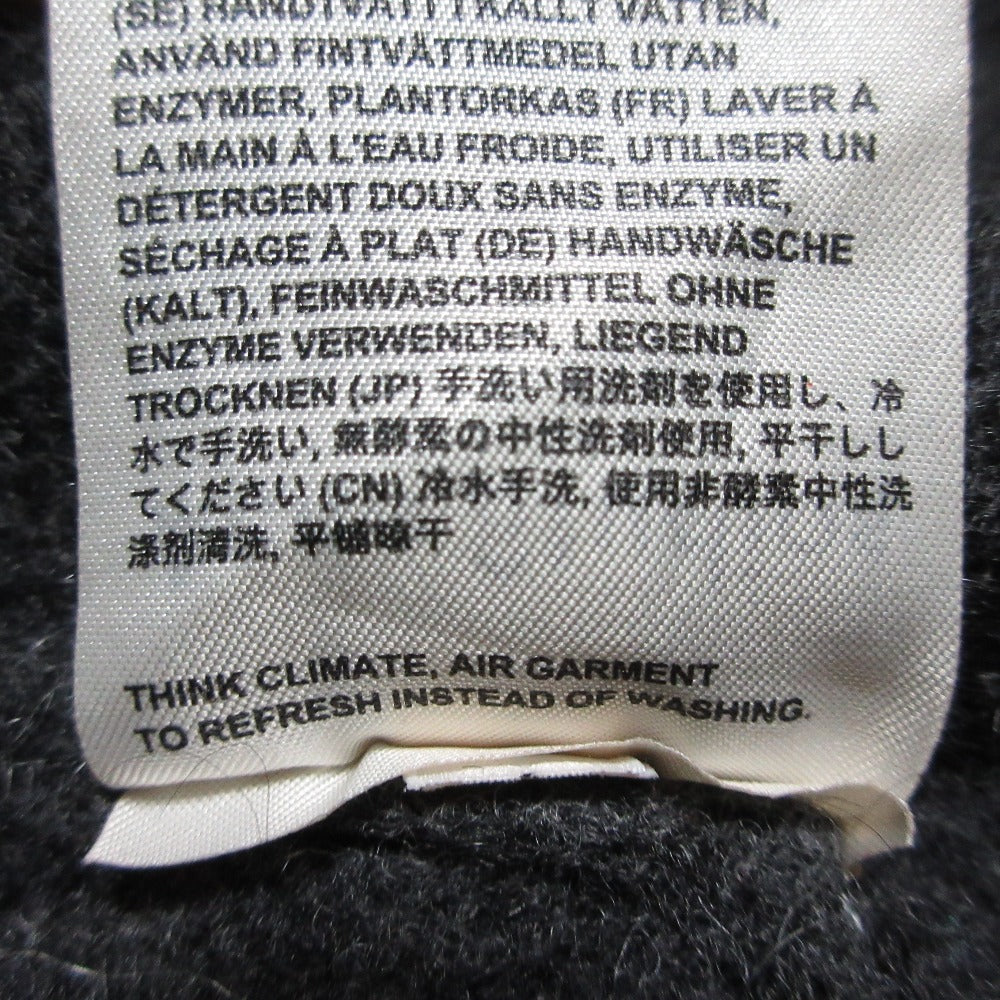 (SE) HANDTVÄTT KALLT VATTEN,
ANVÄND FINTVÄTTMEDEL UTAN
ENZYMER, PLANTORKAS (FR) LAVER À
LA MAIN À L'EAU FROIDE, UTILISER UN
DÉTERGENT DOUX SANS ENZYME,
SÉCHAGE À PLAT (DE) HANDWÄSCHE
(KALT), FEINWASCHMITTEL OHNE
ENZYME VERWENDEN, LIEGEND
TROCKNEN (JP) 手洗い用洗剤を使用し、冷
水で手洗い, 無酵素の中性洗剤使用, 平干しし
てください (CN) 冷水手洗, 使用非酵素中性洗
涤剂清洗, 平
THINK CLIMATE, AIR GARMENT
TO REFRESH INSTEAD OF WASHING.